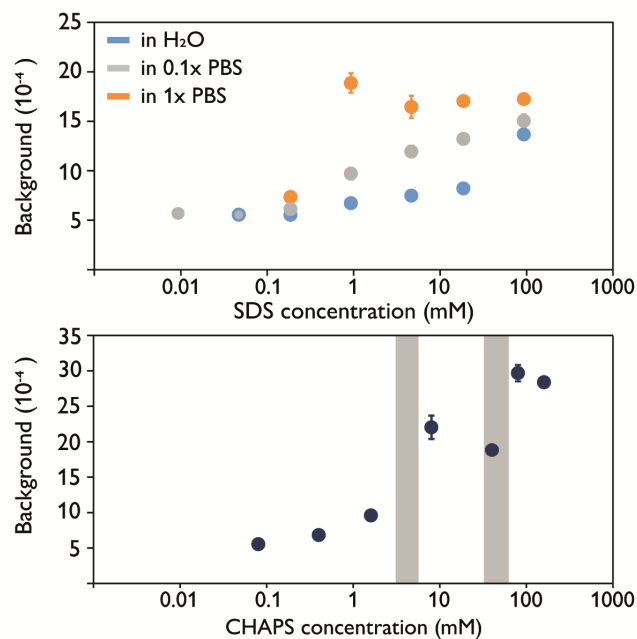 25
20
15
10
5
Background (10⁻⁴)
in H₂O
in 0.1x PBS
in 1x PBS
0.01 0.1 1 10 100 1000
SDS concentration (mM)
35
30
25
20
15
10
5
Background (10⁻⁴ )
0.01 0.1 1 10 100 1000
CHAPS concentration (mM)